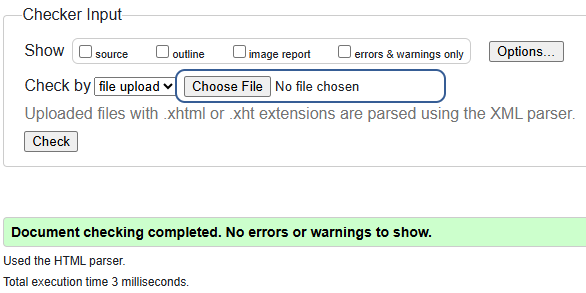 Checker Input
Show source outline image report errors & warnings only Options...
Check by file upload Choose File No file chosen
Uploaded files with .xhtml or .xht extensions are parsed using the XML parser.
Check
Document checking completed. No errors or warnings to show.
Used the HTML parser.
Total execution time 3 milliseconds.